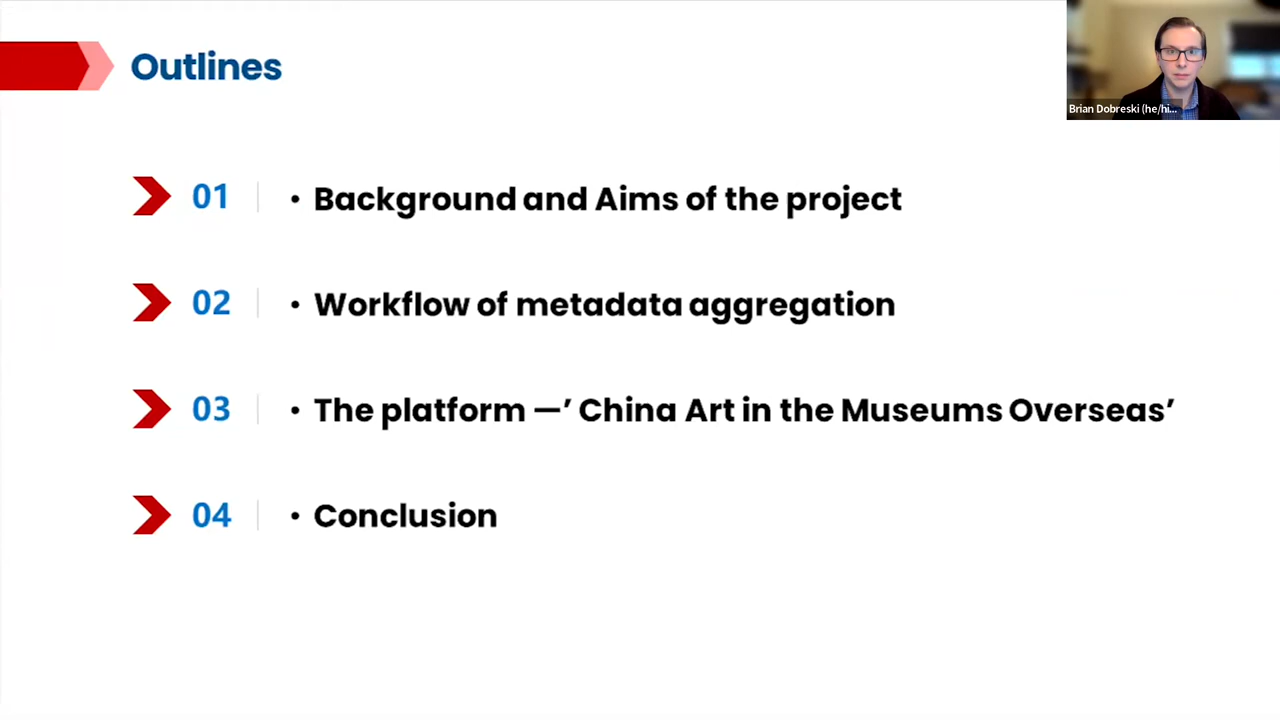 Outlines
Brian Dobreski (he/hi...
01 • Background and Aims of the project
02 • Workflow of metadata aggregation
03 • The platform —’ China Art in the Museums Overseas’
04 • Conclusion